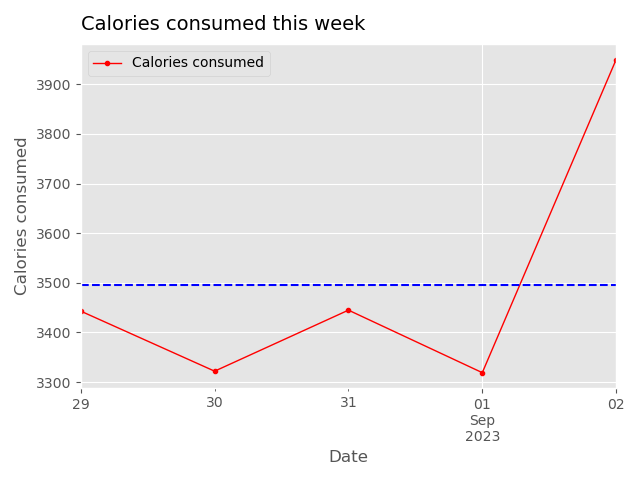 Calories consumed this week
Calories consumed
3900
3800
3700
3600
3500
3400
3300
Calories consumed
29
30
31
01
Sep
2023
02
Date